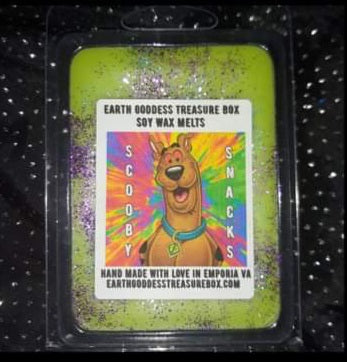 EARTH GODDESS TREASURE BOX
SOY WAX MELTS
SCOOBY
SNACKS
HAND MADE WITH LOVE IN EMPORIA VA
EARTHGODDESSTREASUREBOX.COM